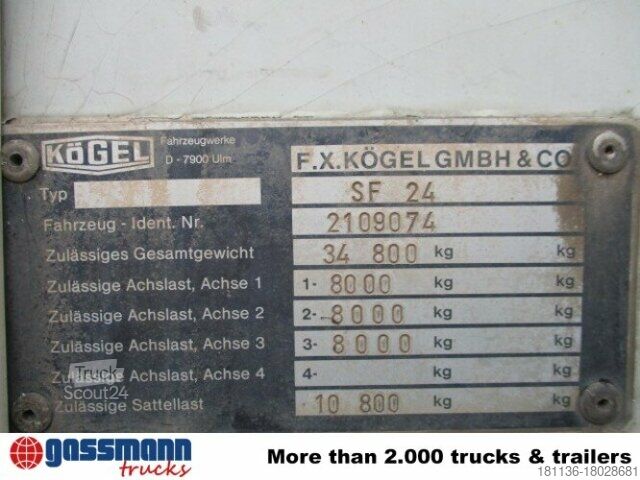 KÖGEL Fahrzeugwerke
D - 7900 Ulm
F.X.KÖGEL GMBH & CO
Typ SF 24
Fahrzeug - Ident. Nr. 2109074
Zulässiges Gesamtgewicht 34 800 kg kg
Zulässige Achslast, Achse 1 1- 8000 kg kg
Zulässige Achslast, Achse 2 2- 8000 kg kg
Zulässige Achslast, Achse 3 3- 8000 kg kg
Zulässige Achslast, Achse 4 4- kg kg
Truck
Scout24
Zulässige Sattellast 10 800 kg kg
gassmann
trucks
More than 2.000 trucks & trailers
181136-18028681